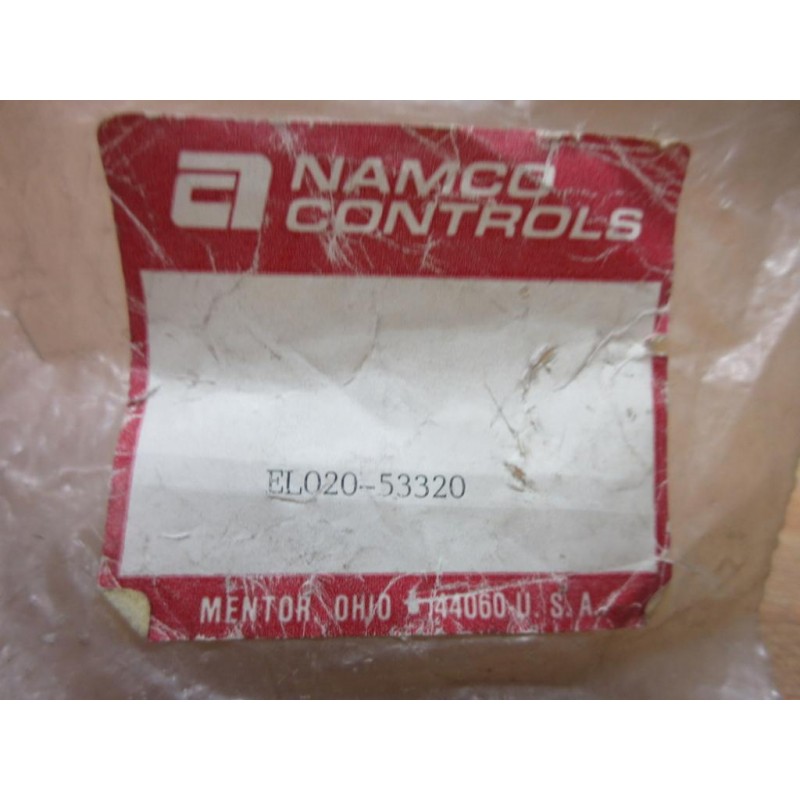 NAMCO
CONTROLS
EL020-53320
MENTOR, OHIO 44060 U.S.A.